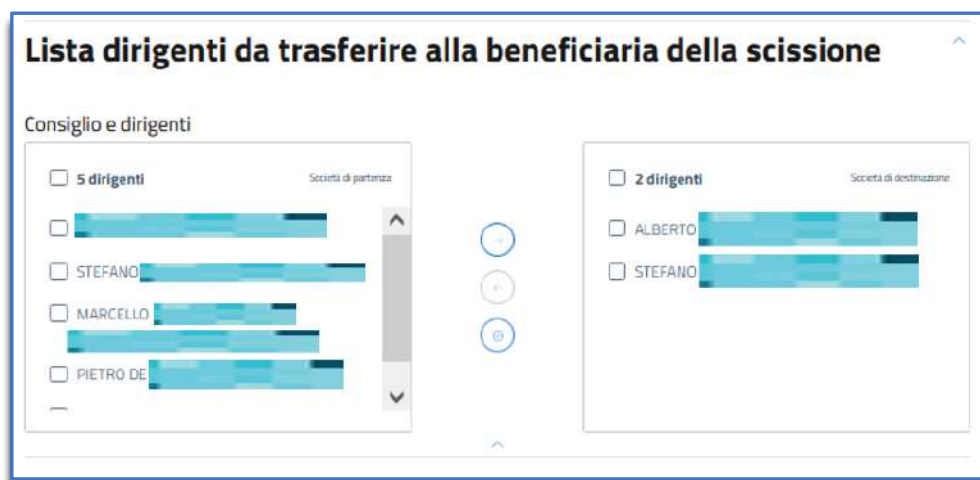 Lista dirigenti da trasferire alla beneficiaria della scissione
Consiglio e dirigenti
5 dirigenti Società di partenza
STEFANO
MARCELLO
PIETRO DE
2 dirigenti Società di destinazione
ALBERTO
STEFANO